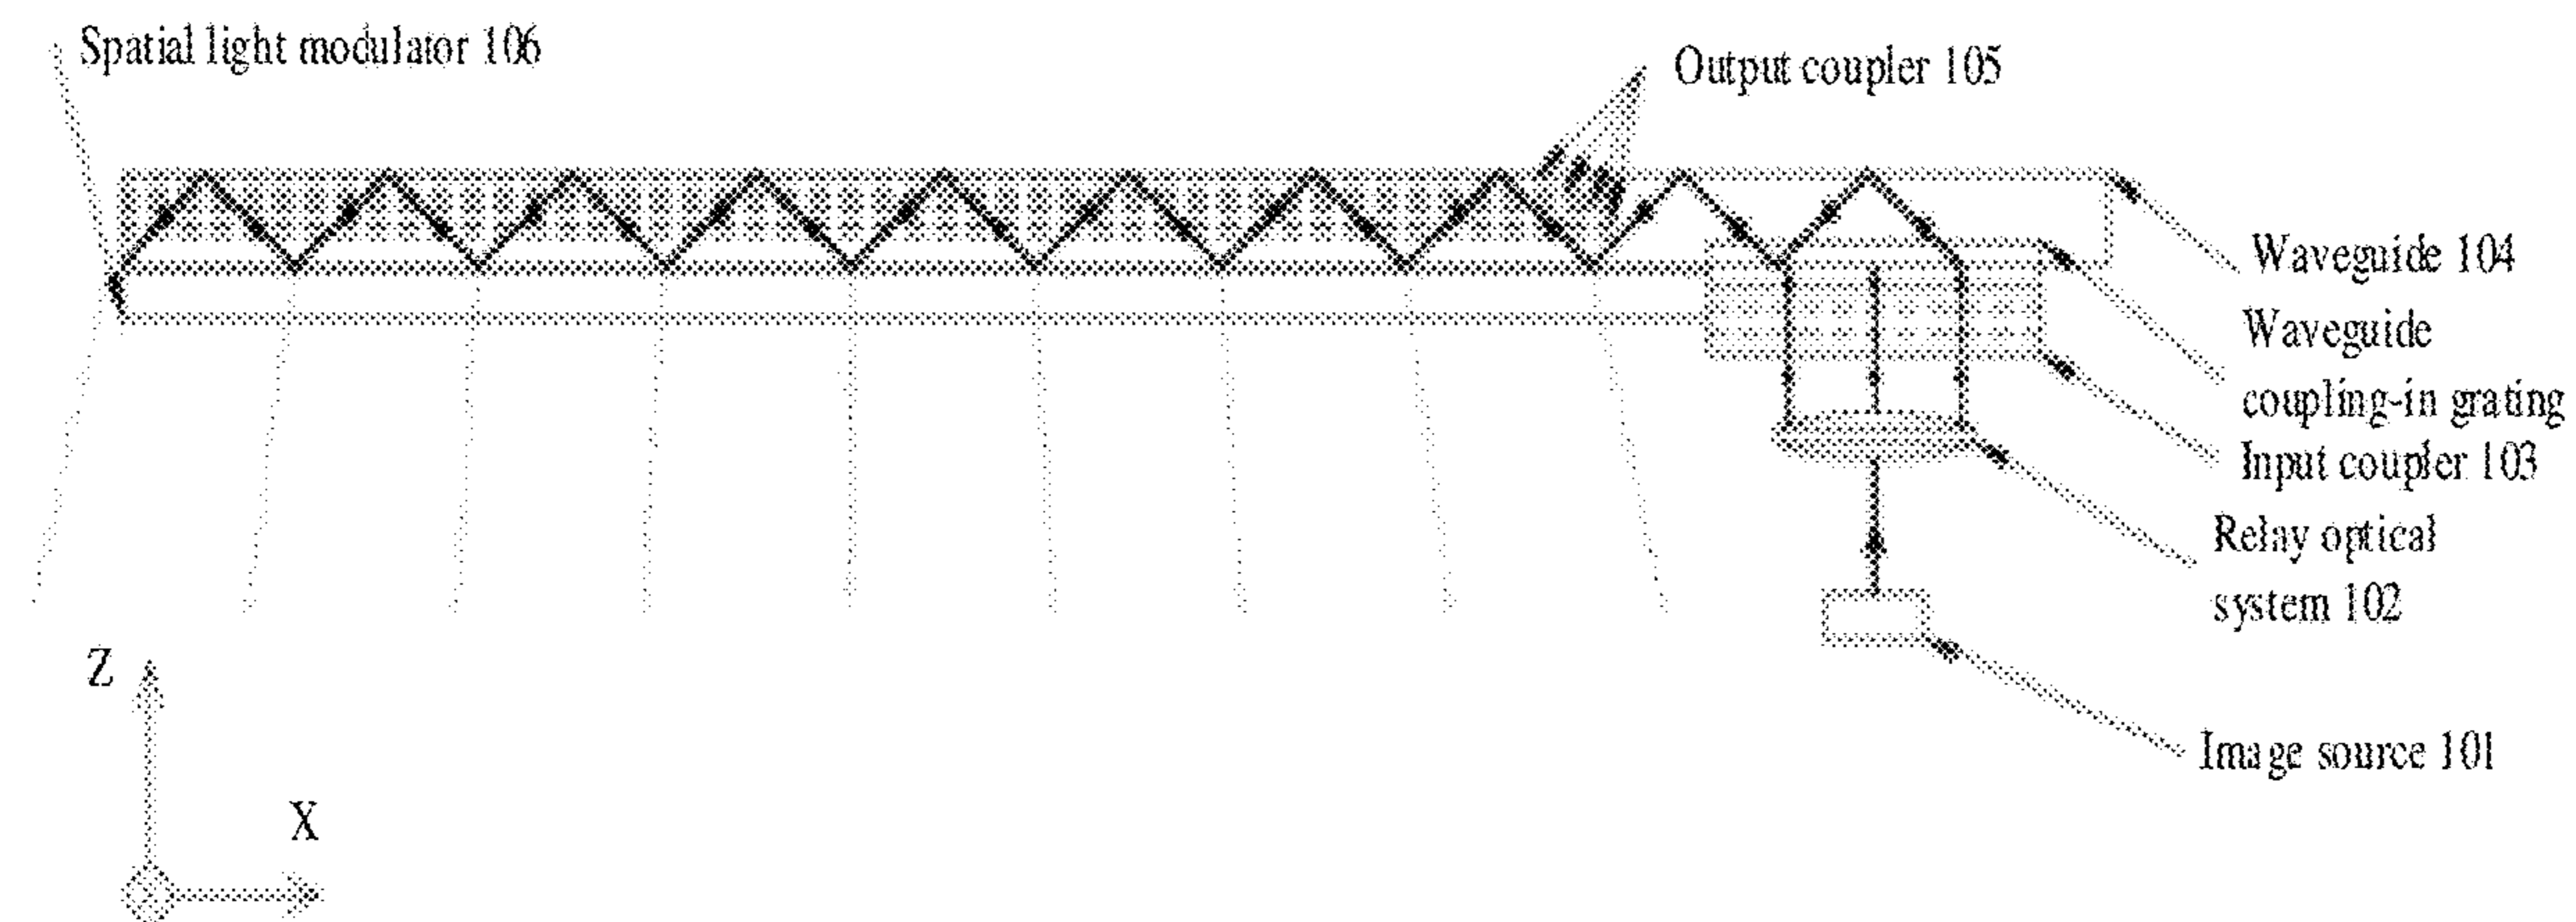 Spatial light modulator 106
Output coupler 105
Waveguide 104
Waveguide
coupling-in grating
Input coupler 103
Relay optical
system 102
Image source 101
Z
X